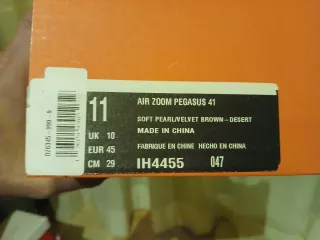 11
AIR ZOOM PEGASUS 41
SOFT PEARL/VELVET BROWN–DESERT
UK 10
MADE IN CHINA
EUR 45
FABRIQUE EN CHINE HECHO EN CHINA
CM 29
IH4455 047